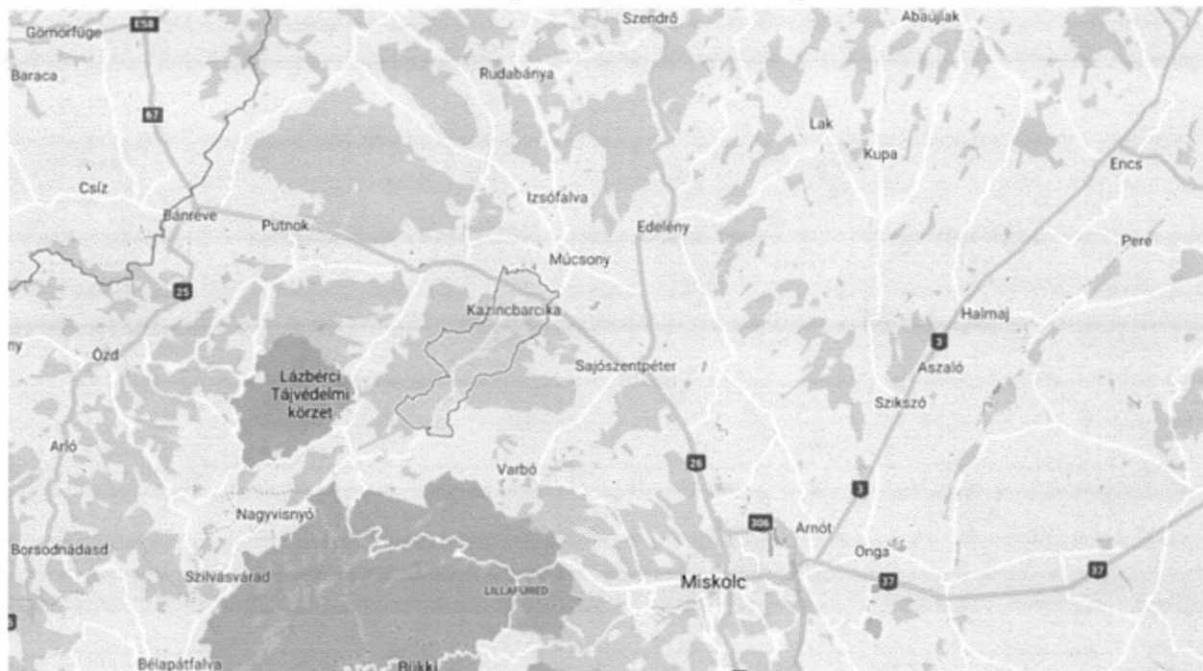 Szendrő
Abaújlak
Gömörfüge
E58
Baraca
Rudabánya
67
Lak
Kupa
Encs
Csíz
Izsófalva
Bánréve
Putnok
Edelény
Peré
Múcsony
25
Kazincbarcika
Halmaj
3
ny
Ózd
Sajószentpéter
Aszaló
Lázbérci
Tájvédelmi
körzet
Szikszó
Arló
Varbó
26
3
Nagyvisnyó
306
Arnót
Borsodnádasd
Onga
Szilvásvárad
LILLAFÜRED
Miskolc
37
37
Bélapátfalva
Bükki